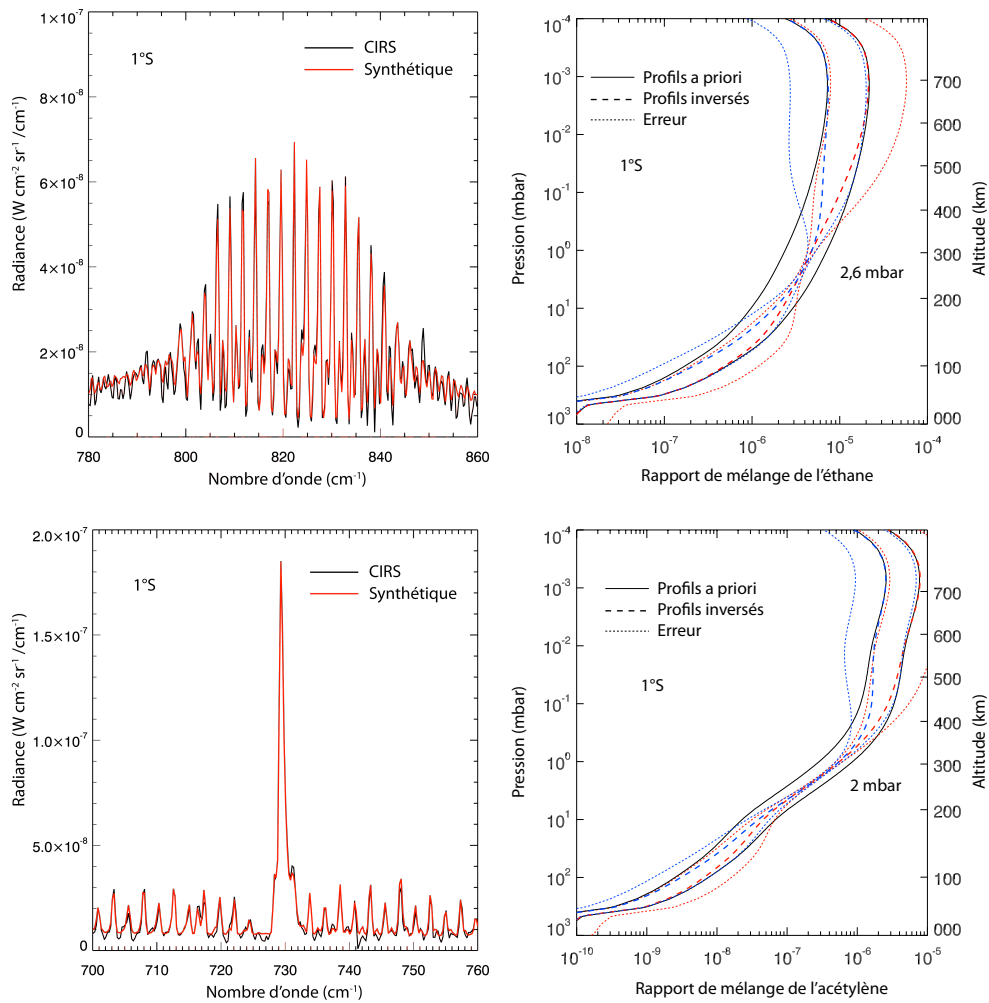 1×10⁻⁷
8×10⁻⁸
6×10⁻⁸
4×10⁻⁸
2×10⁻⁸
0
Radiance (W cm⁻² sr⁻¹ /cm⁻¹)
1°S
CIRS
Synthétique
780
800
820
840
860
Nombre d'onde (cm⁻¹)
10⁻⁴
10⁻³
10⁻²
10⁻¹
10⁰
10¹
10²
10³
Pression (mbar)
Profils a priori
Profils inversés
Erreur
1°S
2,6 mbar
700
600
500
400
300
200
100
000
Altitude (km)
10⁻⁸
10⁻⁷
10⁻⁶
10⁻⁵
10⁻⁴
Rapport de mélange de l'éthane
2.0×10⁻⁷
1.5×10⁻⁷
1.0×10⁻⁷
5.0×10⁻⁸
0
Radiance (W cm⁻² sr⁻¹ /cm⁻¹)
1°S
CIRS
Synthétique
700
710
720
730
740
750
760
Nombre d'onde (cm⁻¹)
10⁻⁴
10⁻³
10⁻²
10⁻¹
10⁰
10¹
10²
10³
Pression (mbar)
Profils a priori
Profils inversés
Erreur
1°S
2 mbar
700
600
500
400
300
200
100
000
Altitude (km)
10⁻¹⁰
10⁻⁹
10⁻⁸
10⁻⁷
10⁻⁶
10⁻⁵
Rapport de mélange de l'acétylène